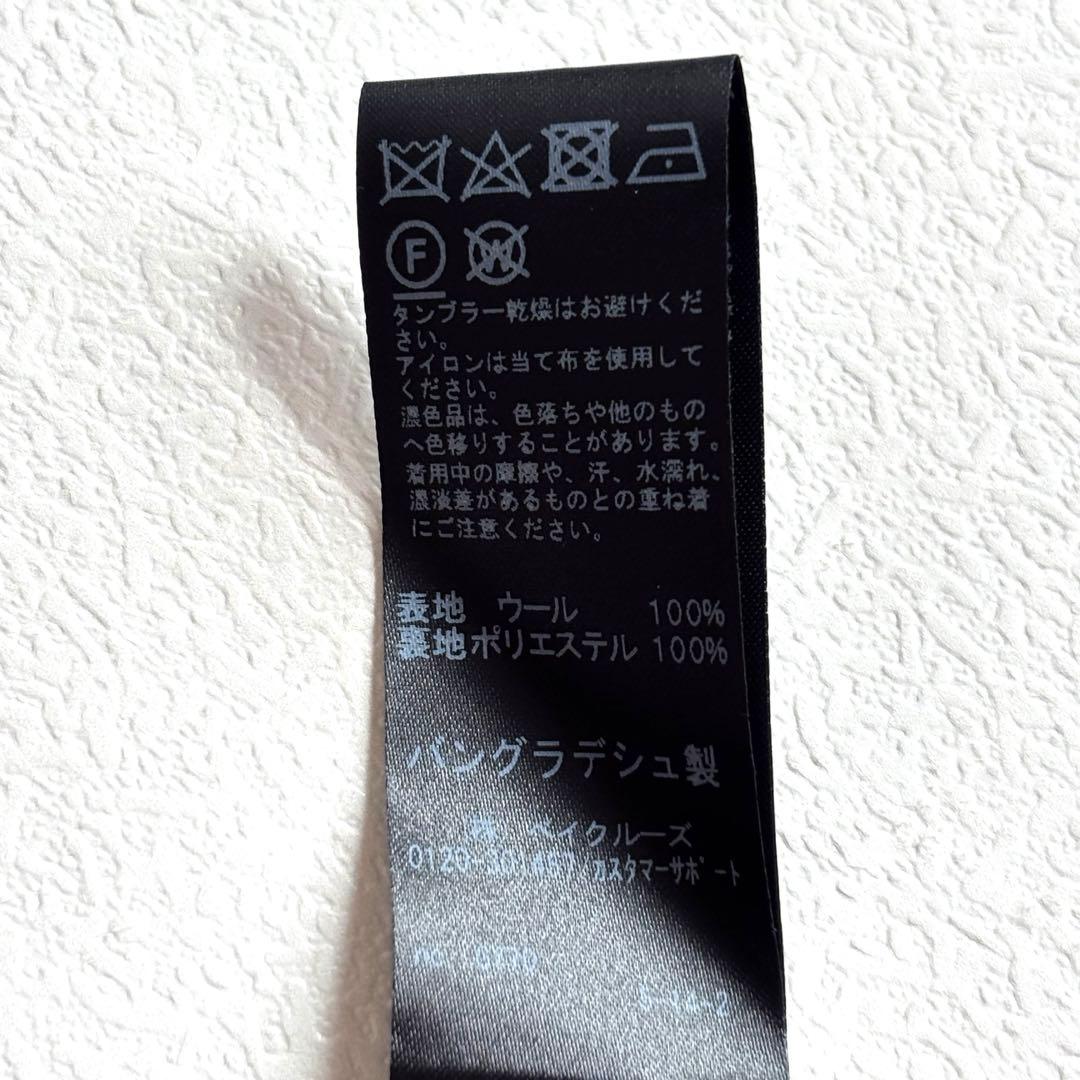 F W
タンブラー乾燥はお避けくだ
さい。
アイロンは当て布を使用して
ください。
濃色品は、色落ちや他のもの
へ色移りすることがあります。
着用中の摩擦や、汗、水濡れ、
濃淡差があるものとの重ね着
にご注意ください。
表地 ウール 100%
裏地 ポリエステル 100%
バングラデシュ製
ベイクルーズ
カスタマーサポート